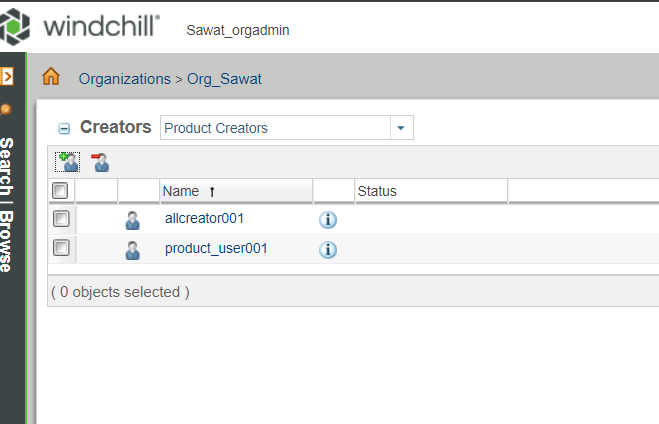 windchill® Sawat_orgadmin
Organizations > Org_Sawat
Search | Browse
Creators Product Creators
Name ↑ Status
allcreator001
product_user001
( 0 objects selected )